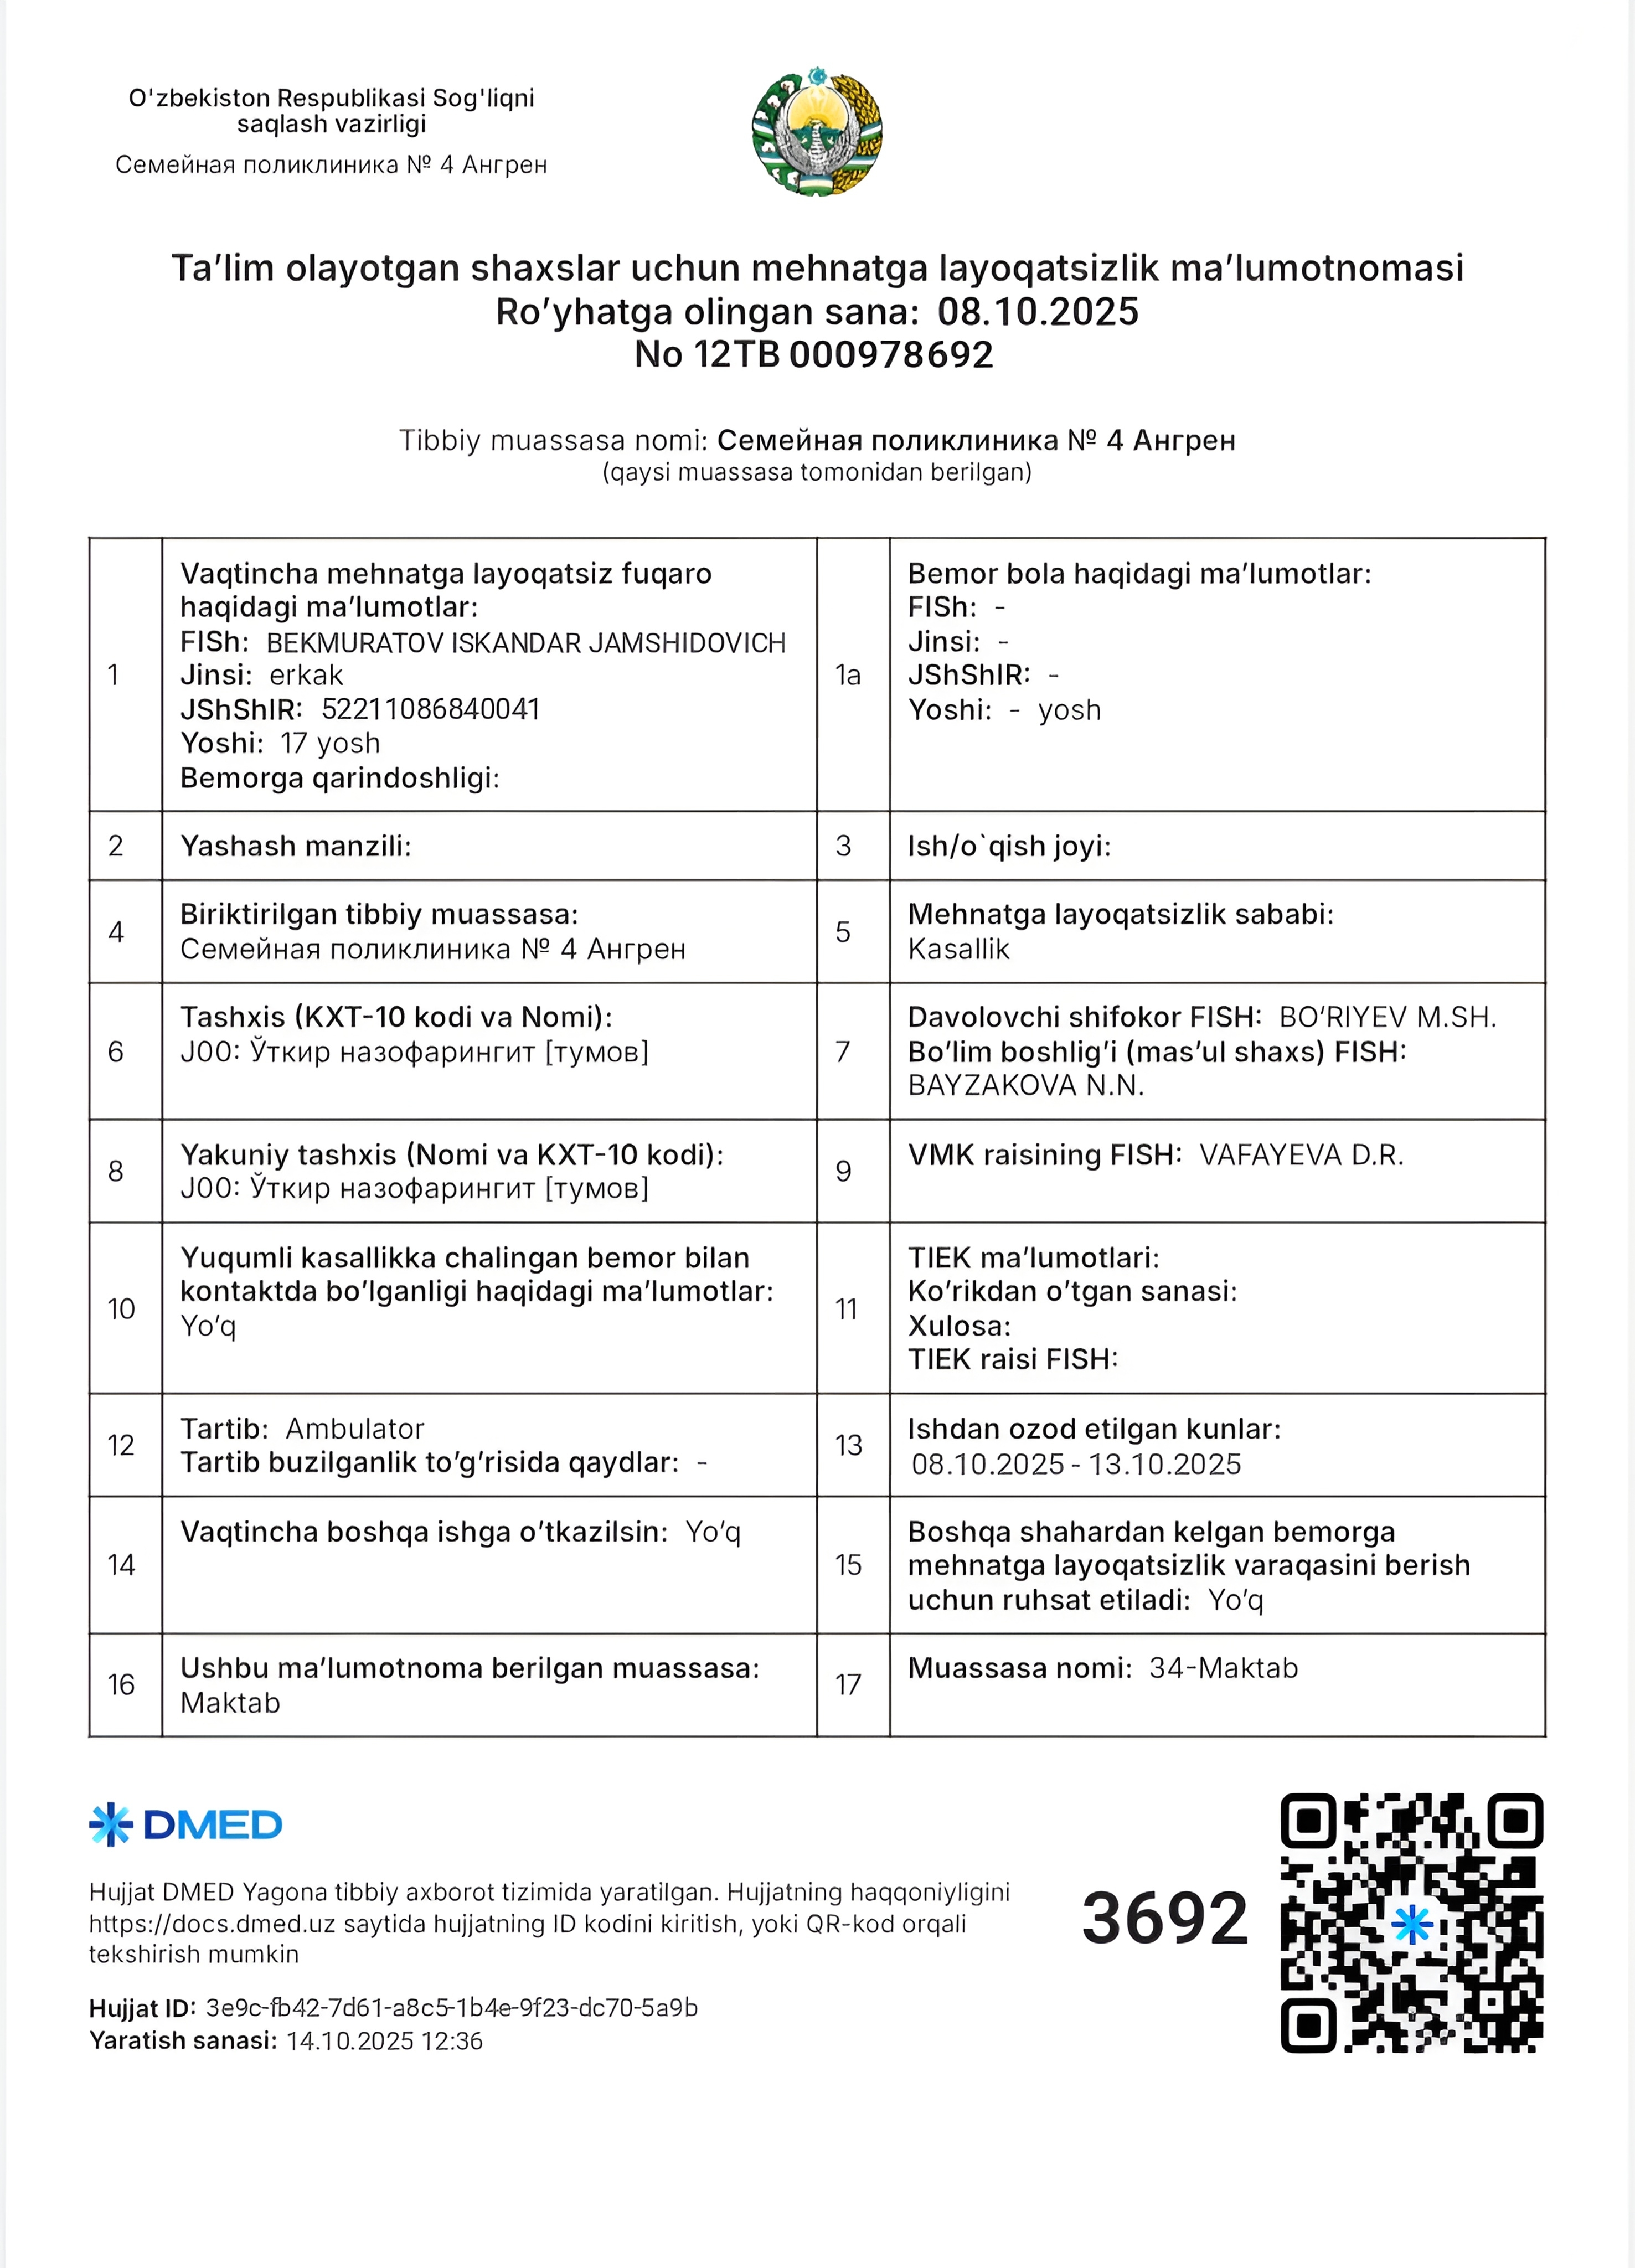 O'zbekiston Respublikasi Sog'liqni
saqlash vazirligi
Семейная поликлиника № 4 Ангрен
Ta’lim olayotgan shaxslar uchun mehnatga layoqatsizlik ma’lumotnomasi
Ro’yhatga olingan sana: 08.10.2025
No 12TB 000978692
Tibbiy muassasa nomi: Семейная поликлиника № 4 Ангрен
(qaysi muassasa tomonidan berilgan)
1
Vaqtincha mehnatga layoqatsiz fuqaro
haqidagi ma’lumotlar:
FISh: BEKMURATOV ISKANDAR JAMSHIDOVICH
Jinsi: erkak
JShShIR: 52211086840041
Yoshi: 17 yosh
Bemorga qarindoshligi:
1a
Bemor bola haqidagi ma’lumotlar:
FISh: -
Jinsi: -
JShShIR: -
Yoshi: - yosh
2
Yashash manzili:
3
Ish/o`qish joyi:
4
Biriktirilgan tibbiy muassasa:
Семейная поликлиника № 4 Ангрен
5
Mehnatga layoqatsizlik sababi:
Kasallik
6
Tashxis (KXT-10 kodi va Nomi):
J00: Ўткир назофарингит [тумов]
7
Davolovchi shifokor FISH: BO‘RIYEV M.SH.
Bo’lim boshlig’i (mas’ul shaxs) FISH:
BAYZAKOVA N.N.
8
Yakuniy tashxis (Nomi va KXT-10 kodi):
J00: Ўткир назофарингит [тумов]
9
VMK raisining FISH: VAFAYEVA D.R.
10
Yuqumli kasallikka chalingan bemor bilan
kontaktda bo’lganligi haqidagi ma’lumotlar:
Yo’q
11
TIEK ma’lumotlari:
Ko’rikdan o’tgan sanasi:
Xulosa:
TIEK raisi FISH:
12
Tartib: Ambulator
Tartib buzilganlik to’g’risida qaydlar: -
13
Ishdan ozod etilgan kunlar:
08.10.2025 - 13.10.2025
14
Vaqtincha boshqa ishga o’tkazilsin: Yo’q
15
Boshqa shahardan kelgan bemorga
mehnatga layoqatsizlik varaqasini berish
uchun ruhsat etiladi: Yo’q
16
Ushbu ma’lumotnoma berilgan muassasa:
Maktab
17
Muassasa nomi: 34-Maktab
DMED
Hujjat DMED Yagona tibbiy axborot tizimida yaratilgan. Hujjatning haqqoniyligini
https://docs.dmed.uz saytida hujjatning ID kodini kiritish, yoki QR-kod orqali
tekshirish mumkin
Hujjat ID: 3e9c-fb42-7d61-a8c5-1b4e-9f23-dc70-5a9b
Yaratish sanasi: 14.10.2025 12:36
3692